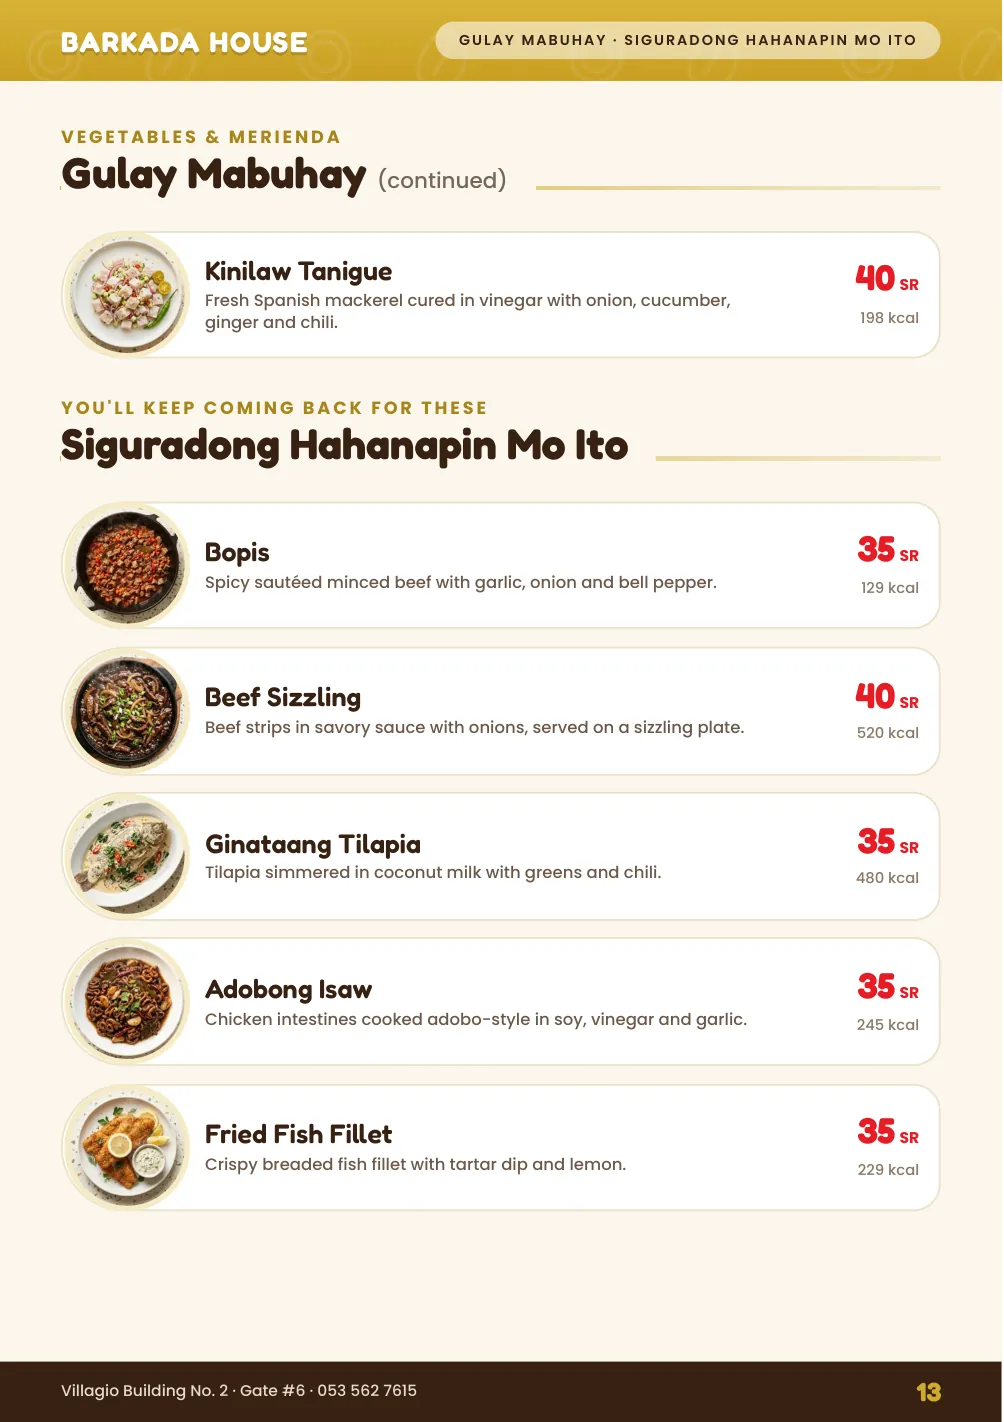 BARKADA HOUSE
GULAY MABUHAY · SIGURADONG HAHANAPIN MO ITO
VEGETABLES & MERIENDA
Gulay Mabuhay (continued)
Kinilaw Tanigue
Fresh Spanish mackerel cured in vinegar with onion, cucumber,
ginger and chili.
40 SR
198 kcal
YOU'LL KEEP COMING BACK FOR THESE
Siguradong Hahanapin Mo Ito
Bopis
Spicy sautéed minced beef with garlic, onion and bell pepper.
35 SR
129 kcal
Beef Sizzling
Beef strips in savory sauce with onions, served on a sizzling plate.
40 SR
520 kcal
Ginataang Tilapia
Tilapia simmered in coconut milk with greens and chili.
35 SR
480 kcal
Adobong Isaw
Chicken intestines cooked adobo-style in soy, vinegar and garlic.
35 SR
245 kcal
Fried Fish Fillet
Crispy breaded fish fillet with tartar dip and lemon.
35 SR
229 kcal
Villagio Building No. 2 · Gate #6 · 053 562 7615
13